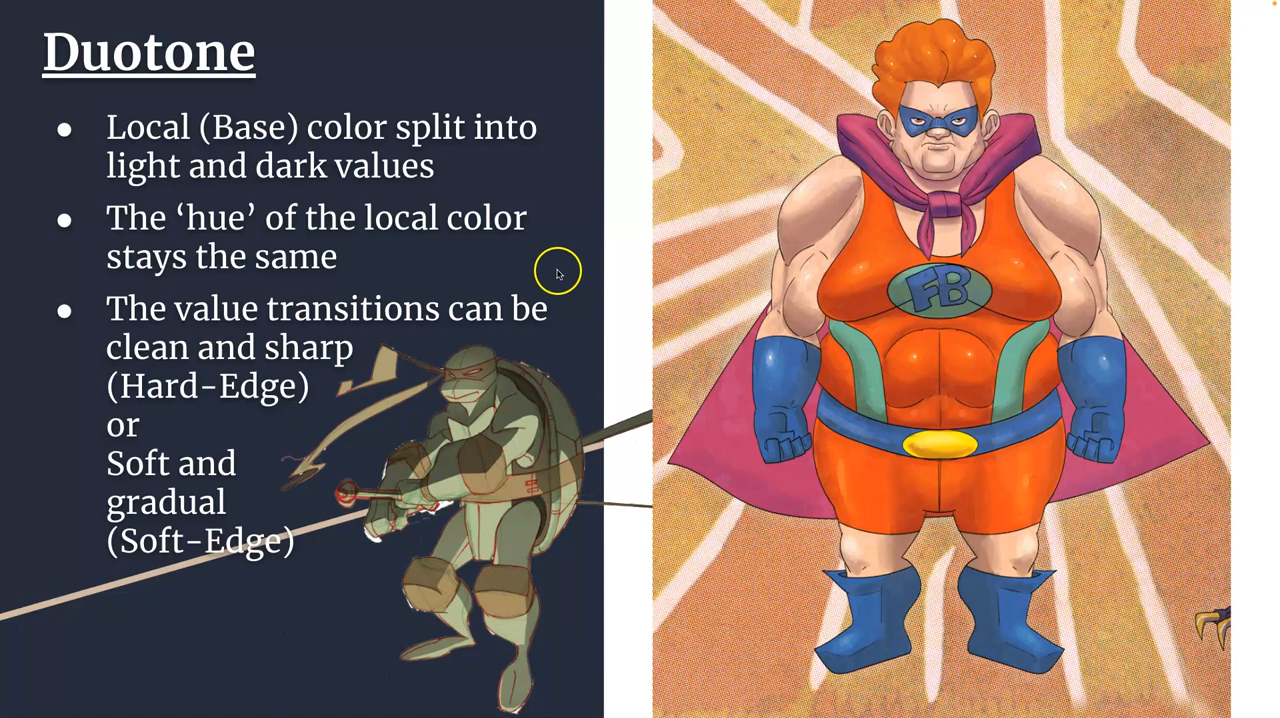 Duotone
● Local (Base) color split into
light and dark values
● The ‘hue’ of the local color
stays the same
● The value transitions can be
clean and sharp
(Hard-Edge)
or
Soft and
gradual
(Soft-Edge)
FB